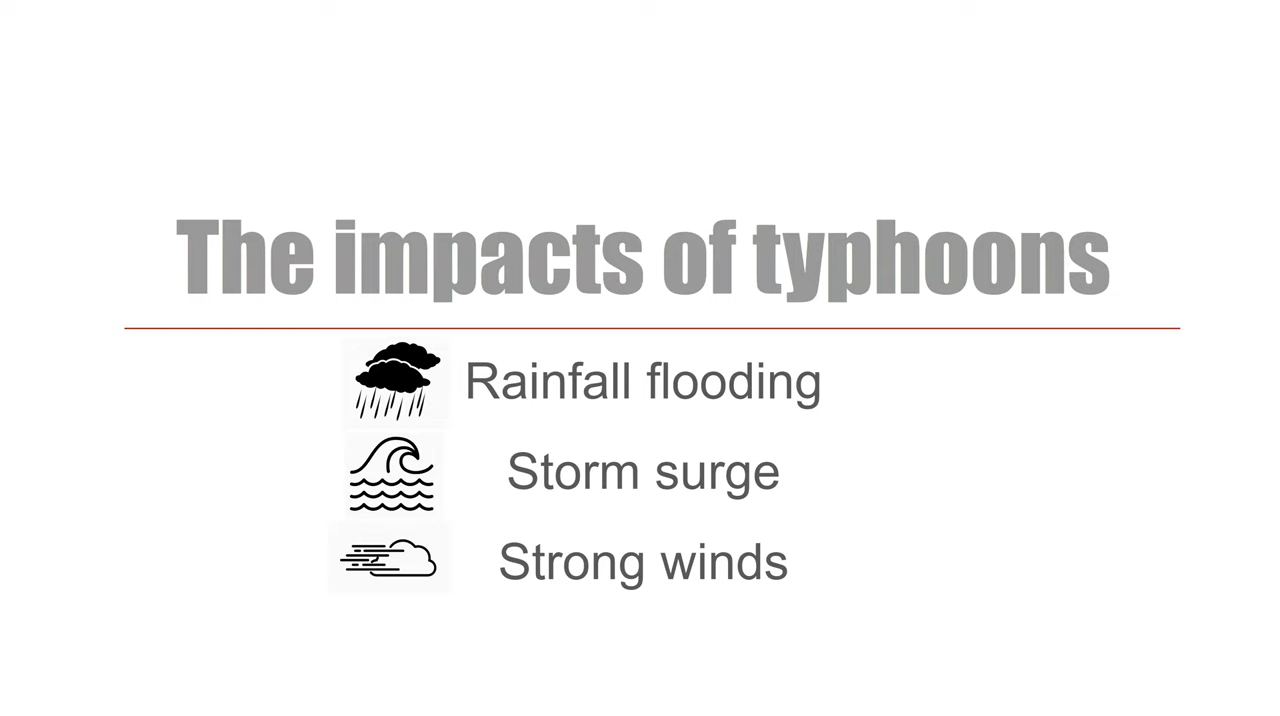 The impacts of typhoons
Rainfall flooding
Storm surge
Strong winds